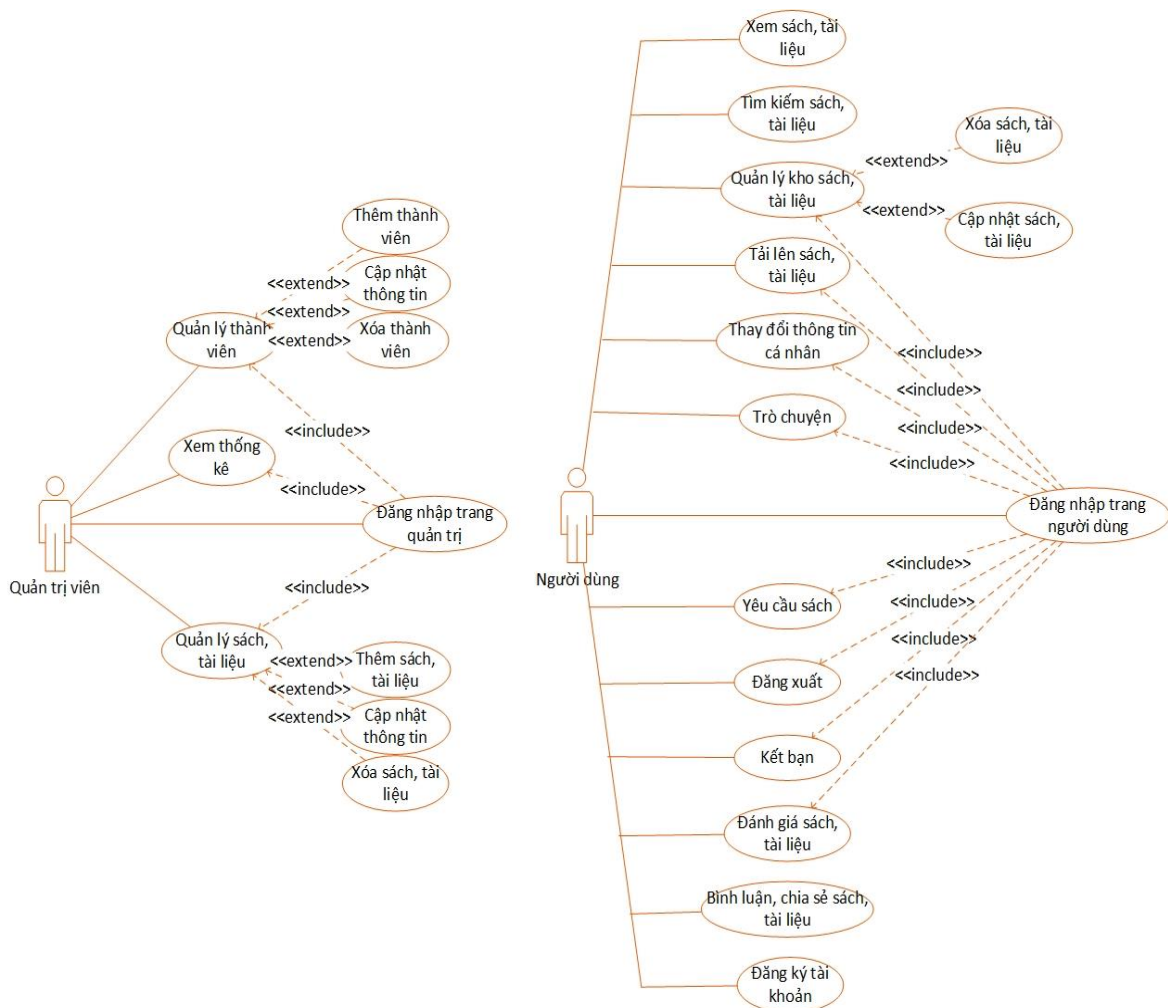 Thêm thành
viên
<<extend>>
Cập nhật
thông tin
<<extend>>
Quản lý thành
viên
<<extend>>
Xóa thành
viên
<<include>>
Xem thống
kê
<<include>>
Đăng nhập trang
quản trị
Quản trị viên
<<include>>
Quản lý sách,
tài liệu
<<extend>>
Thêm sách,
tài liệu
<<extend>>
Cập nhật
thông tin
<<extend>>
Xóa sách, tài
liệu
Xem sách, tài
liệu
Tìm kiếm sách,
tài liệu
Xóa sách, tài
liệu
<<extend>>
Quản lý kho sách,
tài liệu
<<extend>>
Cập nhật sách,
tài liệu
Tải lên sách,
tài liệu
Thay đổi thông tin
cá nhân
<<include>>
<<include>>
Trò chuyện
<<include>>
<<include>>
Đăng nhập trang
người dùng
Người dùng
<<include>>
Yêu cầu sách
<<include>>
<<include>>
Đăng xuất
<<include>>
Kết bạn
Đánh giá sách,
tài liệu
Bình luận, chia sẻ sách,
tài liệu
Đăng ký tài
khoản